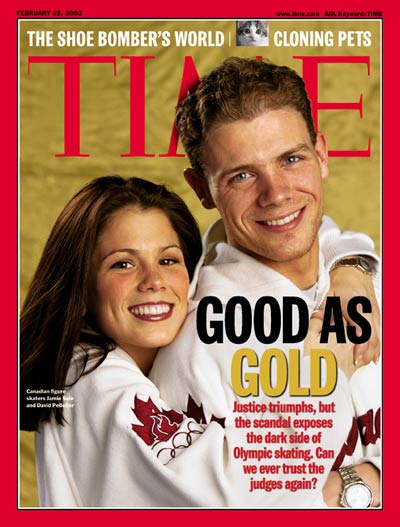 FEBRUARY 25, 2002 www.time.com AOL Keyword: TIME
THE SHOE BOMBER'S WORLD | CLONING PETS
TIME
GOOD AS
GOLD
Canadian figure
skaters Jamie Salé
and David Pelletier
Justice triumphs, but
the scandal exposes
the dark side of
Olympic skating. Can
we ever trust the
judges again?